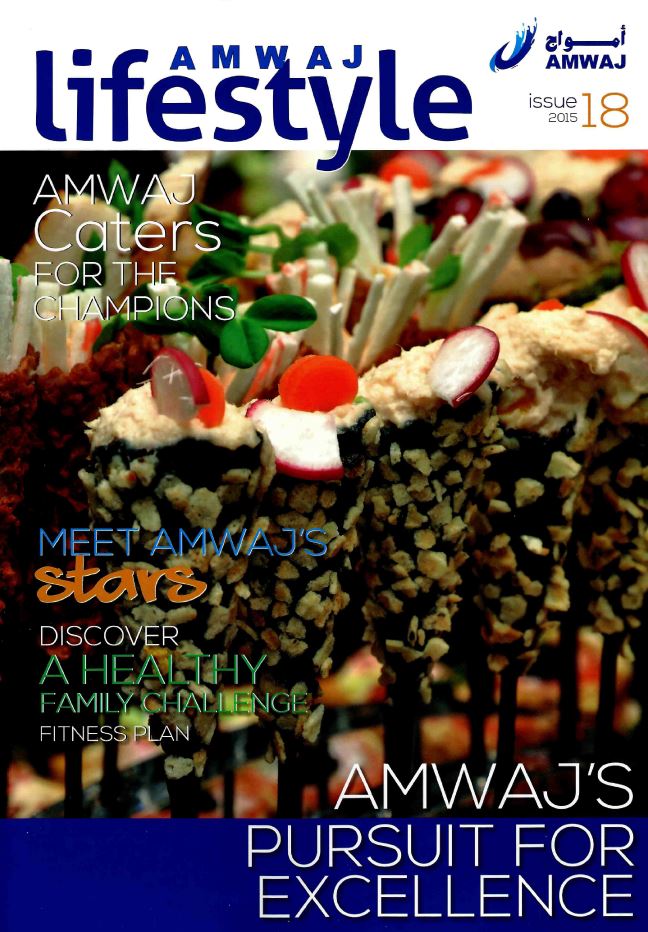 AMWAJ
lifestyle
أمـــواج
AMWAJ
issue 18
2015
AMWAJ
Caters
FOR THE
CHAMPIONS
MEET AMWAJ'S
stars
DISCOVER
A HEALTHY
FAMILY CHALLENGE
FITNESS PLAN
AMWAJ'S
PURSUIT FOR
EXCELLENCE